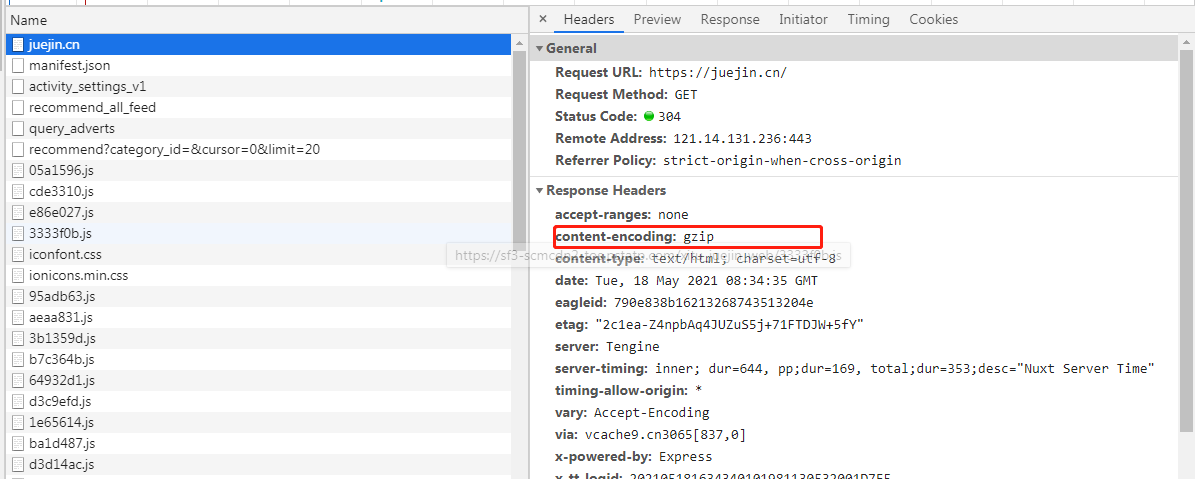 Name
juejin.cn
manifest.json
activity_settings_v1
recommend_all_feed
query_adverts
recommend?category_id=&cursor=0&limit=20
05a1596.js
cde3310.js
e86e027.js
3333f0b.js
iconfont.css
ionicons.min.css
95adb63.js
aeaa831.js
3b1359d.js
b7c364b.js
64932d1.js
d3c9efd.js
1e65614.js
ba1d487.js
d3d14ac.js
× Headers Preview Response Initiator Timing Cookies
General
Request URL: https://juejin.cn/
Request Method: GET
Status Code: 304
Remote Address: 121.14.131.236:443
Referrer Policy: strict-origin-when-cross-origin
Response Headers
accept-ranges: none
content-encoding: gzip
content-type: text/html; charset=utf-8
date: Tue, 18 May 2021 08:34:35 GMT
eagleid: 790e838b16213268743513204e
etag: "2c1ea-Z4npbAq4JUZuS5j+71FTDJW+5fY"
server: Tengine
server-timing: inner; dur=644, pp;dur=169, total;dur=353;desc="Nuxt Server Time"
timing-allow-origin: *
vary: Accept-Encoding
via: vcache9.cn3065[837,0]
x-powered-by: Express